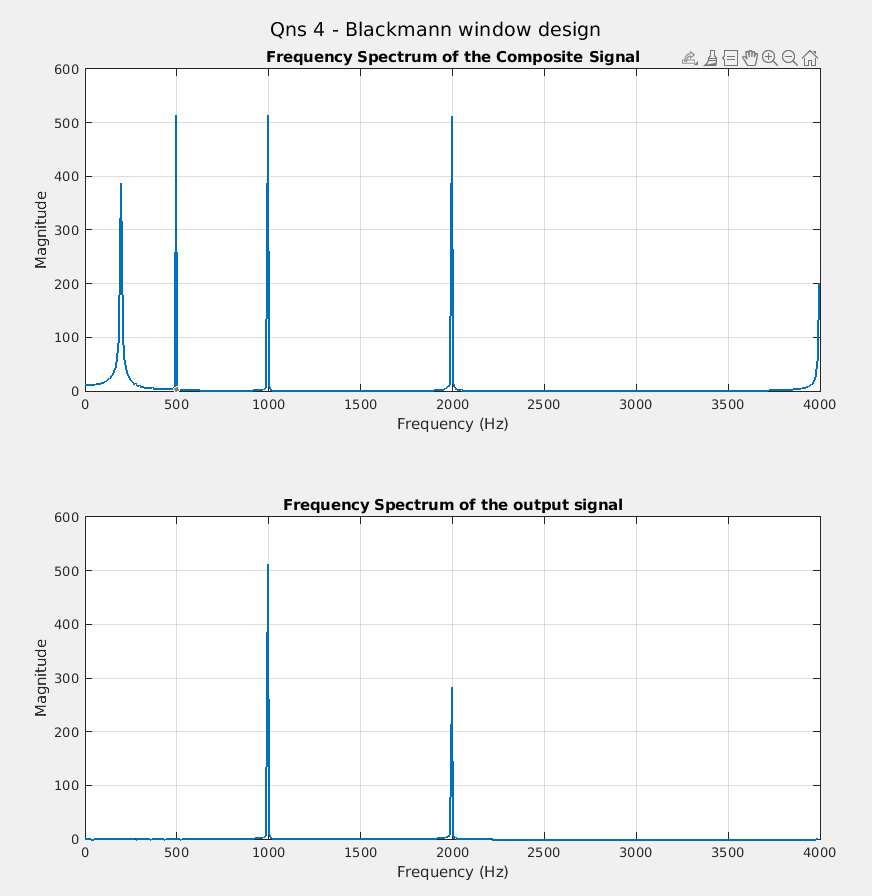 Qns 4 - Blackmann window design
Frequency Spectrum of the Composite Signal
600
500
400
300
200
100
0
Magnitude
0 500 1000 1500 2000 2500 3000 3500 4000
Frequency (Hz)
Frequency Spectrum of the output signal
600
500
400
300
200
100
0
Magnitude
0 500 1000 1500 2000 2500 3000 3500 4000
Frequency (Hz)